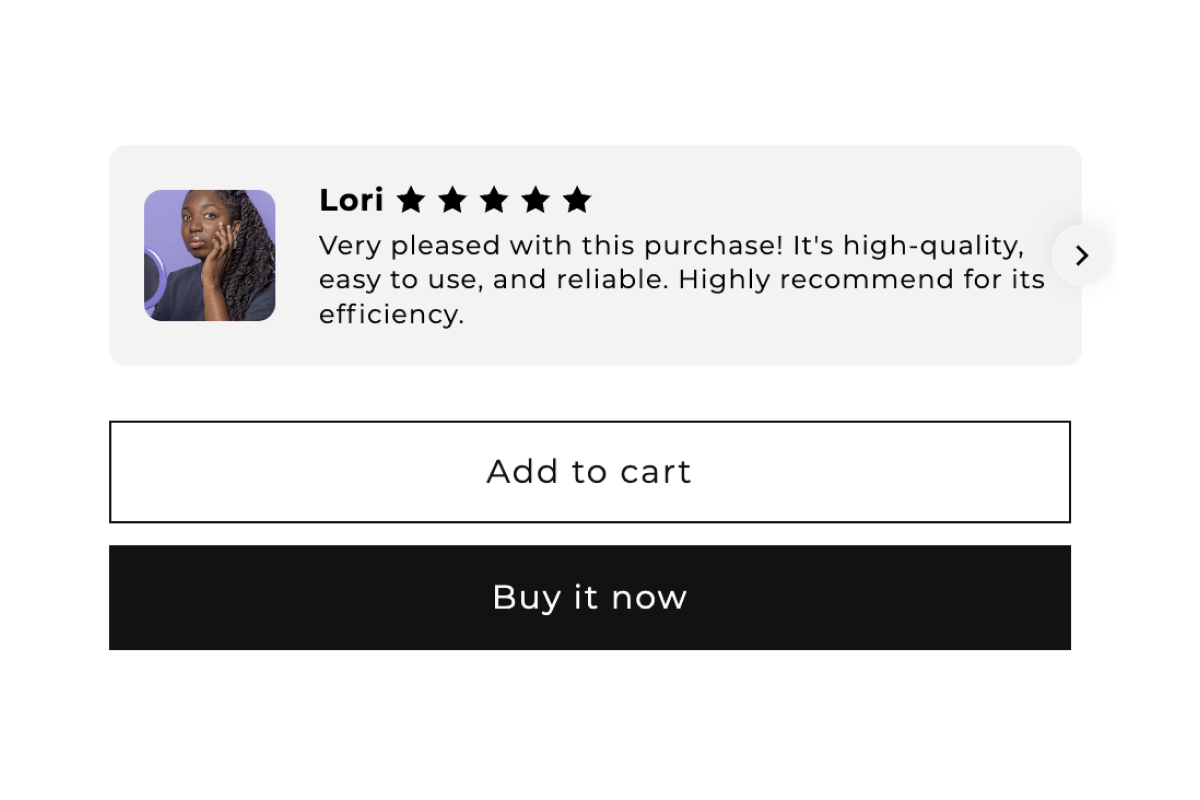 Lori ★ ★ ★ ★ ★
Very pleased with this purchase! It's high-quality,
easy to use, and reliable. Highly recommend for its
efficiency.
Add to cart
Buy it now